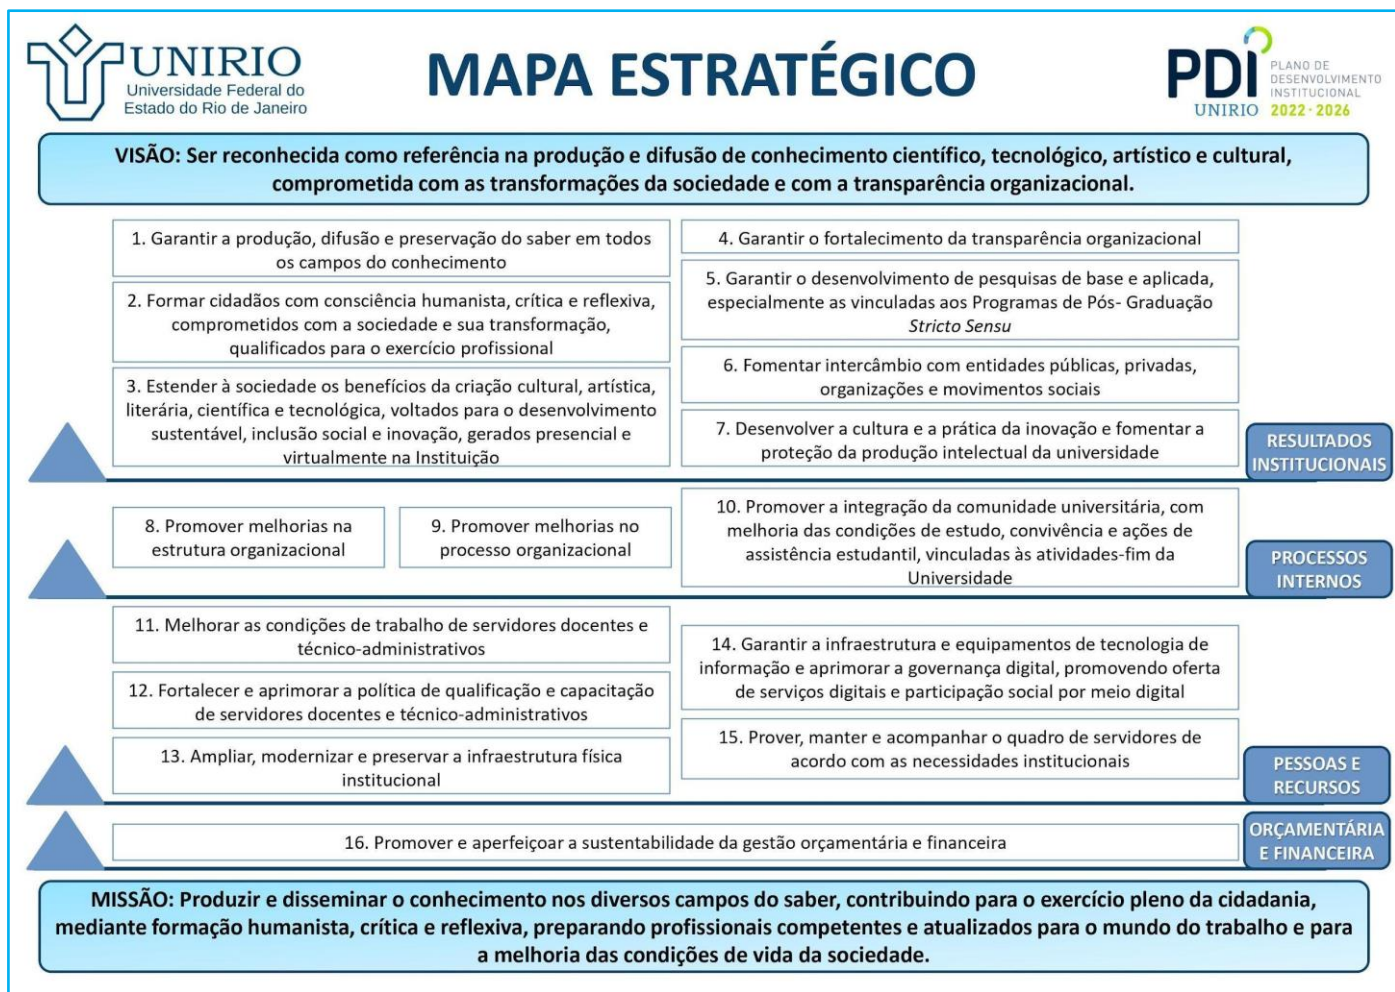 UNIRIO
Universidade Federal do
Estado do Rio de Janeiro
MAPA ESTRATÉGICO
PDI
UNIRIO
PLANO DE
DESENVOLVIMENTO
INSTITUCIONAL
2022 · 2026
VISÃO: Ser reconhecida como referência na produção e difusão de conhecimento científico, tecnológico, artístico e cultural,
comprometida com as transformações da sociedade e com a transparência organizacional.
1. Garantir a produção, difusão e preservação do saber em todos
os campos do conhecimento
2. Formar cidadãos com consciência humanista, crítica e reflexiva,
comprometidos com a sociedade e sua transformação,
qualificados para o exercício profissional
3. Estender à sociedade os benefícios da criação cultural, artística,
literária, científica e tecnológica, voltados para o desenvolvimento
sustentável, inclusão social e inovação, gerados presencial e
virtualmente na Instituição
4. Garantir o fortalecimento da transparência organizacional
5. Garantir o desenvolvimento de pesquisas de base e aplicada,
especialmente as vinculadas aos Programas de Pós- Graduação
Stricto Sensu
6. Fomentar intercâmbio com entidades públicas, privadas,
organizações e movimentos sociais
7. Desenvolver a cultura e a prática da inovação e fomentar a
proteção da produção intelectual da universidade
RESULTADOS
INSTITUCIONAIS
8. Promover melhorias na
estrutura organizacional
9. Promover melhorias no
processo organizacional
10. Promover a integração da comunidade universitária, com
melhoria das condições de estudo, convivência e ações de
assistência estudantil, vinculadas às atividades-fim da
Universidade
PROCESSOS
INTERNOS
11. Melhorar as condições de trabalho de servidores docentes e
técnico-administrativos
12. Fortalecer e aprimorar a política de qualificação e capacitação
de servidores docentes e técnico-administrativos
13. Ampliar, modernizar e preservar a infraestrutura física
institucional
14. Garantir a infraestrutura e equipamentos de tecnologia de
informação e aprimorar a governança digital, promovendo oferta
de serviços digitais e participação social por meio digital
15. Prover, manter e acompanhar o quadro de servidores de
acordo com as necessidades institucionais
PESSOAS E
RECURSOS
16. Promover e aperfeiçoar a sustentabilidade da gestão orçamentária e financeira
ORÇAMENTÁRIA
E FINANCEIRA
MISSÃO: Produzir e disseminar o conhecimento nos diversos campos do saber, contribuindo para o exercício pleno da cidadania,
mediante formação humanista, crítica e reflexiva, preparando profissionais competentes e atualizados para o mundo do trabalho e para
a melhoria das condições de vida da sociedade.